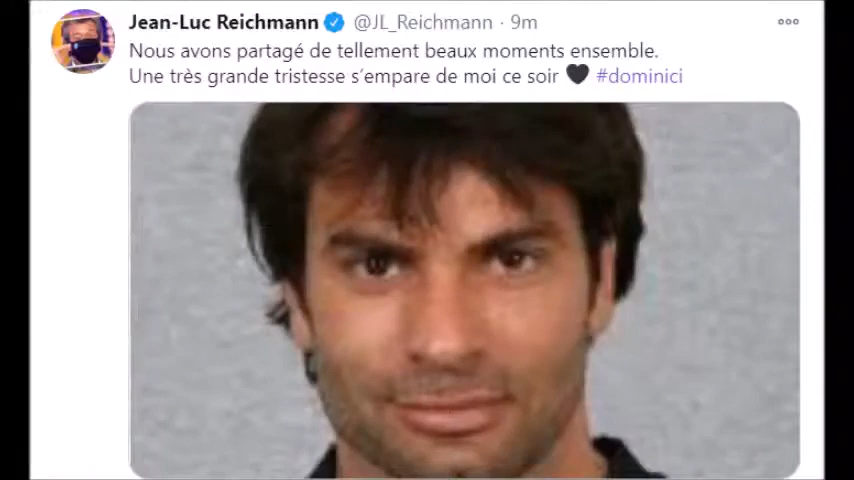 Jean-Luc Reichmann @JL_Reichmann · 9m
Nous avons partagé de tellement beaux moments ensemble.
Une très grande tristesse s’empare de moi ce soir 🖤 #dominici